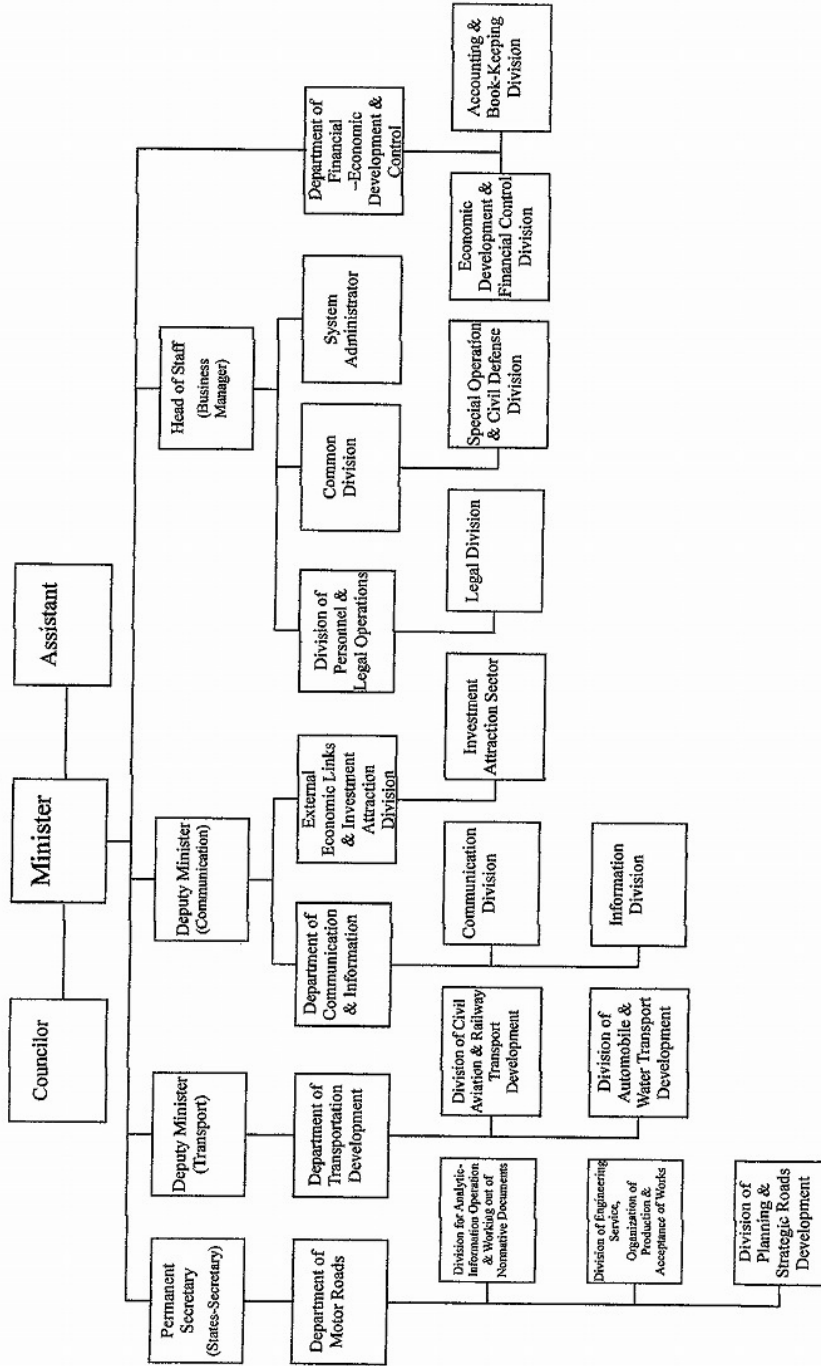 Councilor
Minister
Assistant
Permanent
Secretary
(States-Secretary)
Deputy Minister
(Transport)
Deputy Minister
(Communication)
Head of Staff
(Business
Manager)
Department of
Motor Roads
Department of
Transportation
Development
Department of
Communication
& Information
External
Economic Links
& Investment
Attraction
Division
Division of
Personnel &
Legal Operations
Common
Division
System
Administrator
Department of
Financial
–Economic
Development &
Control
Division for Analytic-
Information Operation
& Working out of
Normative Documents
Division of Civil
Aviation & Railway
Transport
Development
Communication
Division
Investment
Attraction Sector
Legal Division
Special Operation
& Civil Defense
Division
Economic
Development &
Financial Control
Division
Accounting &
Book-Keeping
Division
Division of Engineering
Service,
Organization of
Production &
Acceptance of Works
Division of
Automobile &
Water Transport
Development
Information
Division
Division of
Planning &
Strategic Roads
Development